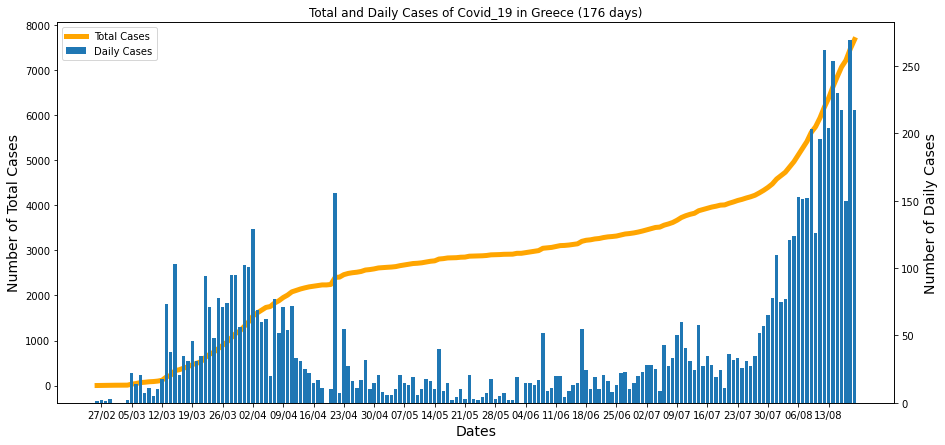 Total and Daily Cases of Covid_19 in Greece (176 days)
Total Cases
Daily Cases
8000
7000
6000
5000
4000
3000
2000
1000
0
Number of Total Cases
250
200
150
100
50
0
Number of Daily Cases
27/02 05/03 12/03 19/03 26/03 02/04 09/04 16/04 23/04 30/04 07/05 14/05 21/05 28/05 04/06 11/06 18/06 25/06 02/07 09/07 16/07 23/07 30/07 06/08 13/08
Dates